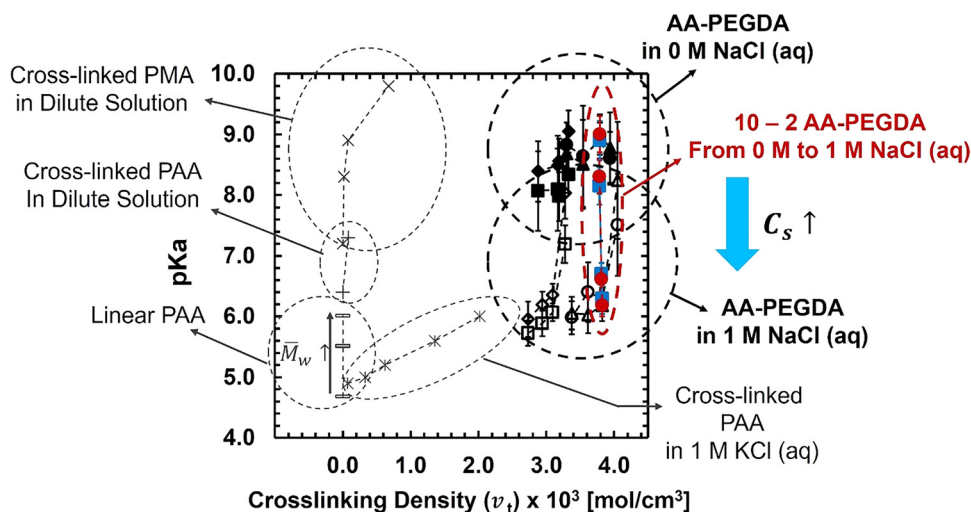 AA-PEGDA
in 0 M NaCl (aq)
Cross-linked PMA
in Dilute Solution
10 – 2 AA-PEGDA
From 0 M to 1 M NaCl (aq)
Cross-linked PAA
In Dilute Solution
C_s ↑
Linear PAA
M̅_w ↑
AA-PEGDA
in 1 M NaCl (aq)
Cross-linked
PAA
in 1 M KCl (aq)
pKa
10.0
9.0
8.0
7.0
6.0
5.0
4.0
0.0
1.0
2.0
3.0
4.0
Crosslinking Density (v_t) x 10³ [mol/cm³]